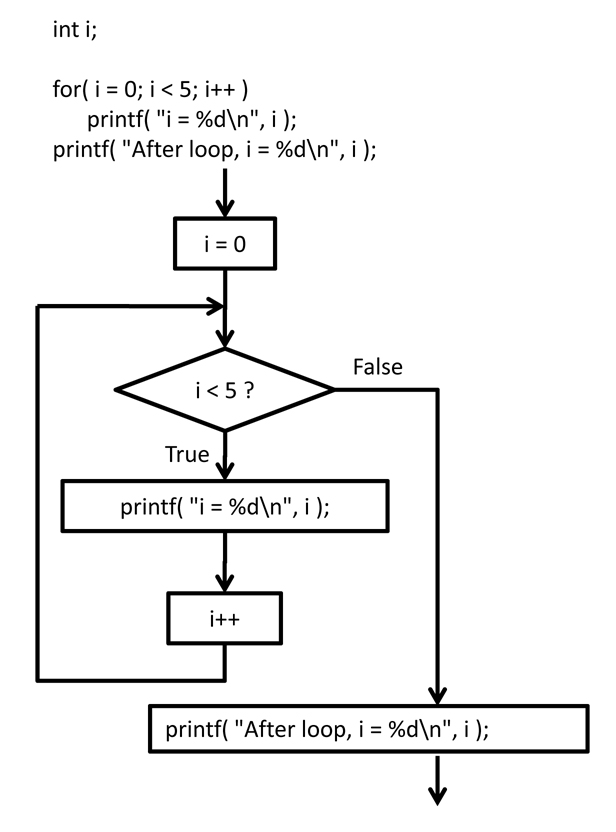 int i;
for( i = 0; i < 5; i++ )
printf( "i = %d\n", i );
printf( "After loop, i = %d\n", i );
i = 0
i < 5 ?
False
True
printf( "i = %d\n", i );
i++
printf( "After loop, i = %d\n", i );